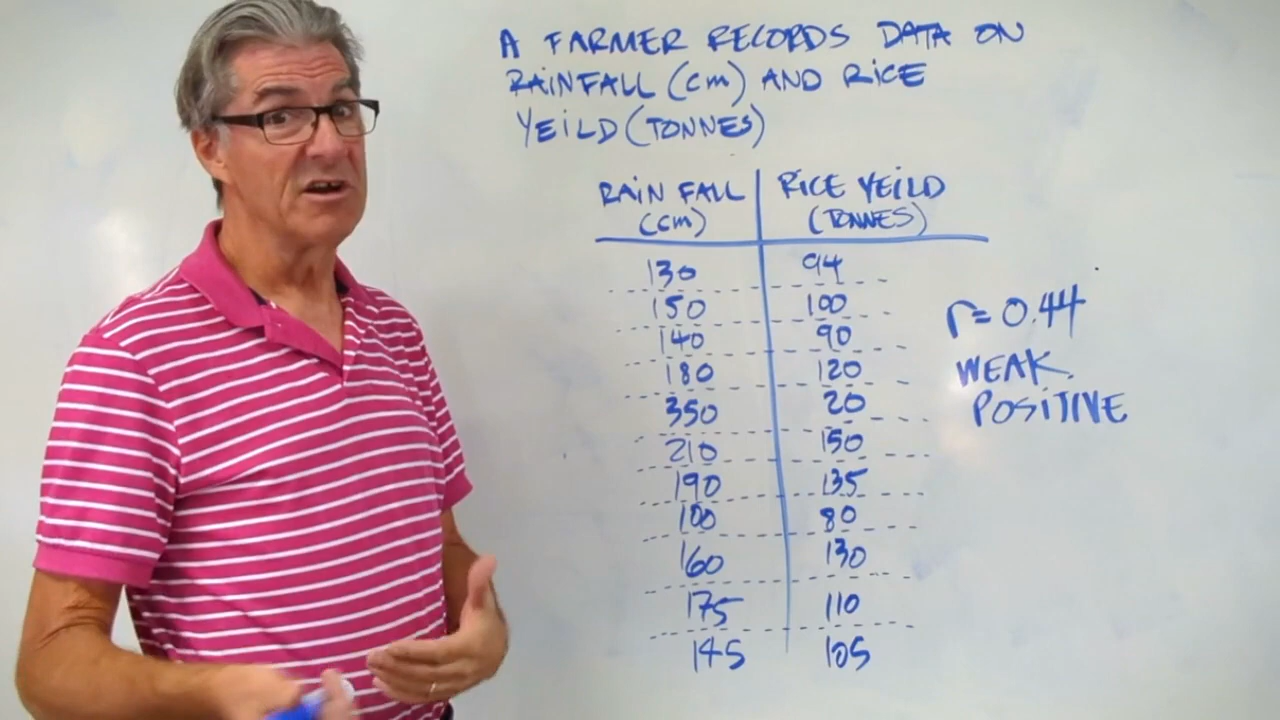 A FARMER RECORDS DATA ON
RAINFALL (cm) AND RICE
YEILD (TONNES)
RAIN FALL RICE YEILD
(cm) (TONNES)
130 94
150 100
140 90
180 120
350 20
210 150
190 135
100 80
160 130
175 110
145 105
r = 0.44
WEAK
POSITIVE